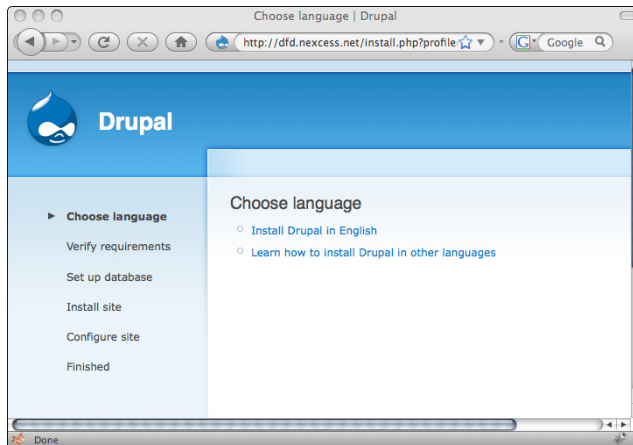 Choose language | Drupal
http://dfd.nexcess.net/install.php?profile
G Google
Drupal
Choose language
Verify requirements
Set up database
Install site
Configure site
Finished
Choose language
Install Drupal in English
Learn how to install Drupal in other languages
Done